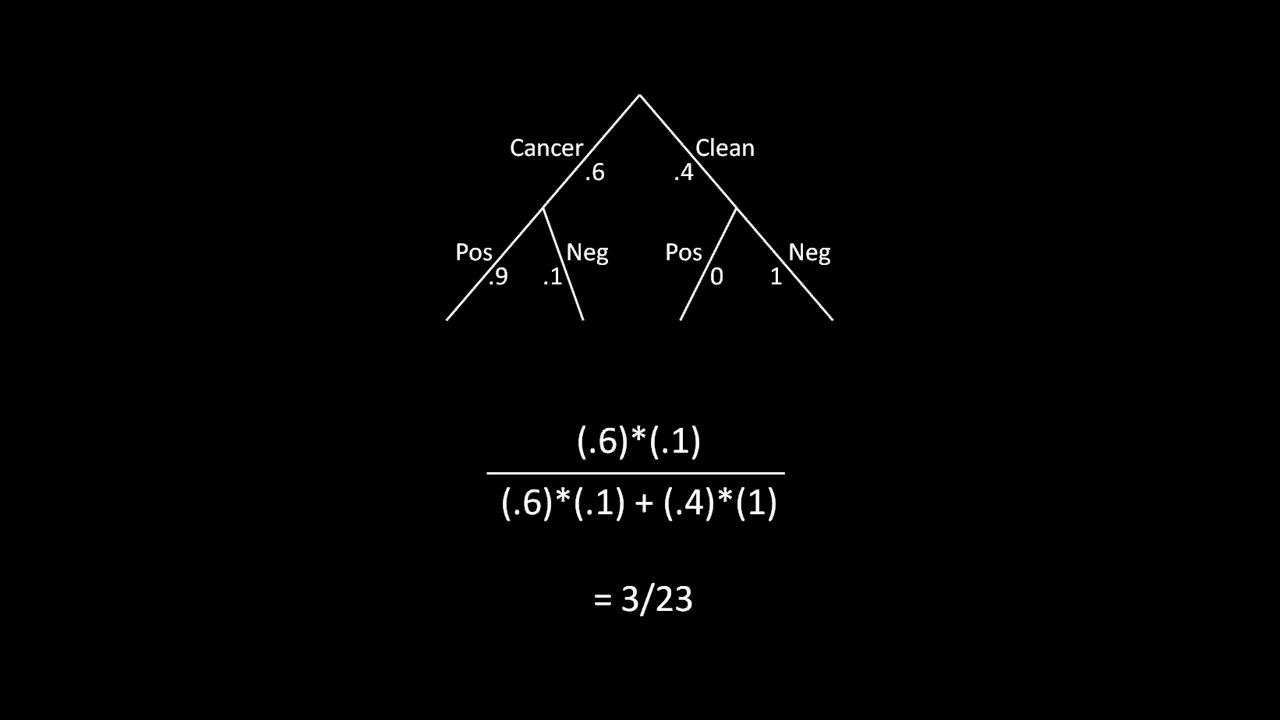 Cancer Clean
.6 .4
Pos Neg Pos Neg
.9 .1 0 1
(.6)*(.1)
(.6)*(.1) + (.4)*(1)
= 3/23